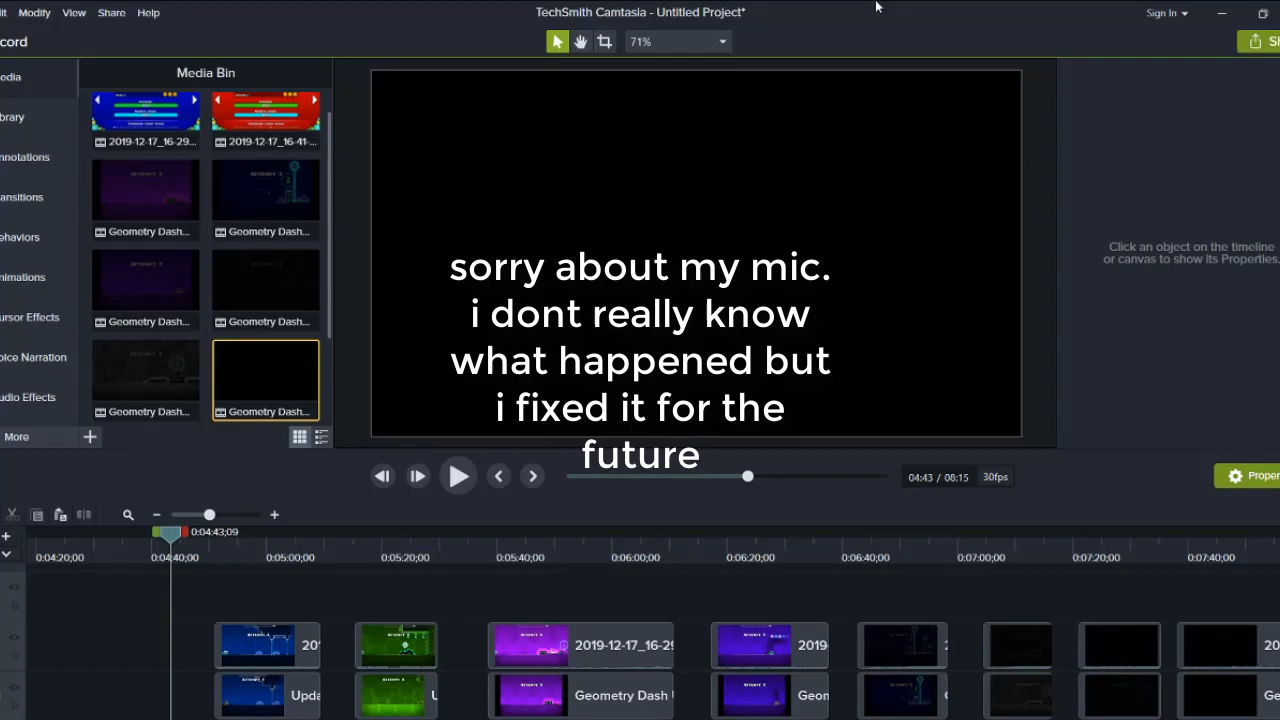 it Modify View Share Help
TechSmith Camtasia - Untitled Project*
Sign In
cord
71%
Sh
edia
Media Bin
brary
2019-12-17_16-29... 2019-12-17_16-41-...
nnotations
ansitions
Geometry Dash... Geometry Dash...
ehaviors
Click an object on the timeline
or canvas to show its Properties.
nimations
ursor Effects
Geometry Dash... Geometry Dash...
oice Narration
udio Effects
Geometry Dash... Geometry Dash...
More
sorry about my mic.
i dont really know
what happened but
i fixed it for the
future
04:43 / 08:15 30fps
Proper
0:04:43;09
0:04:20;00 0:04:40;00 0:05:00;00 0:05:20;00 0:05:40;00 0:06:00;00 0:06:20;00 0:06:40;00 0:07:00;00 0:07:20;00 0:07:40;00
2019-12-17_16-29 2019- 20
Upda Geometry Dash Geon Ge